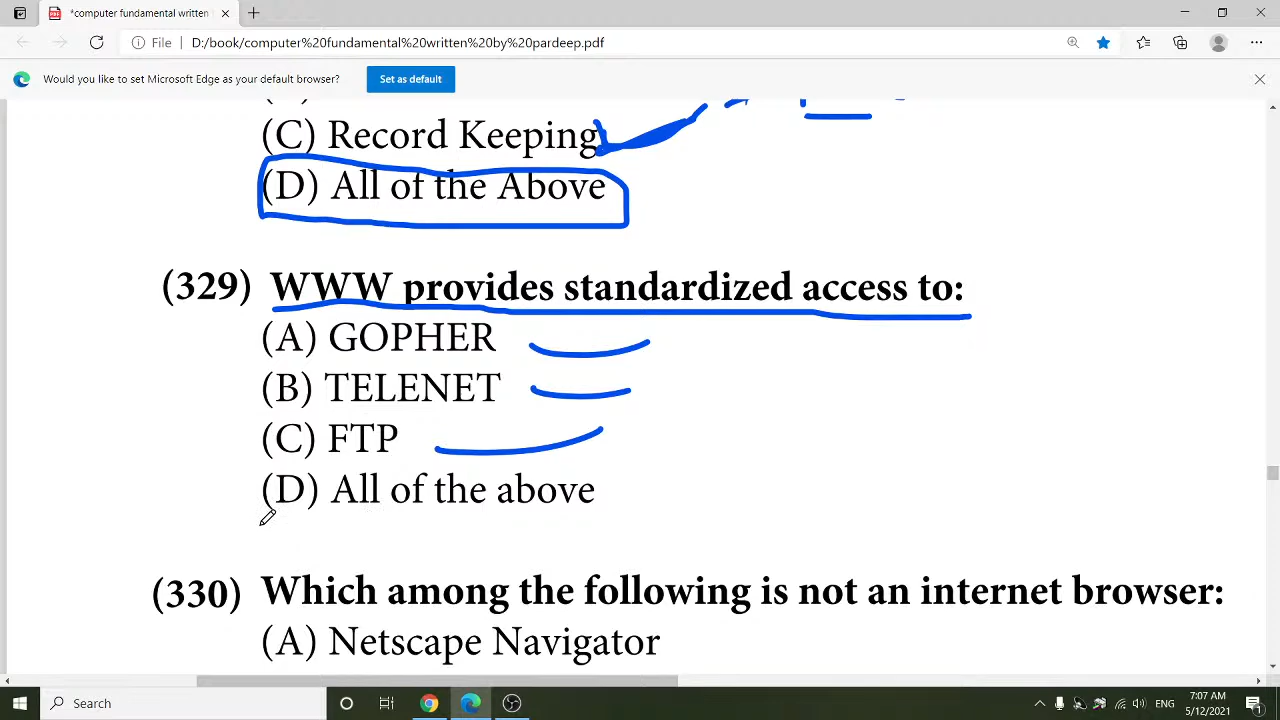 *computer fundamental written
File
D:/book/computer%20fundamental%20written%20by%20pardeep.pdf
Would you like to set Microsoft Edge as your default browser?
Set as default
(C) Record Keeping
(D) All of the Above
(329) WWW provides standardized access to:
(A) GOPHER
(B) TELENET
(C) FTP
(D) All of the above
(330) Which among the following is not an internet browser:
(A) Netscape Navigator
Search
ENG
7:07 AM
5/12/2021